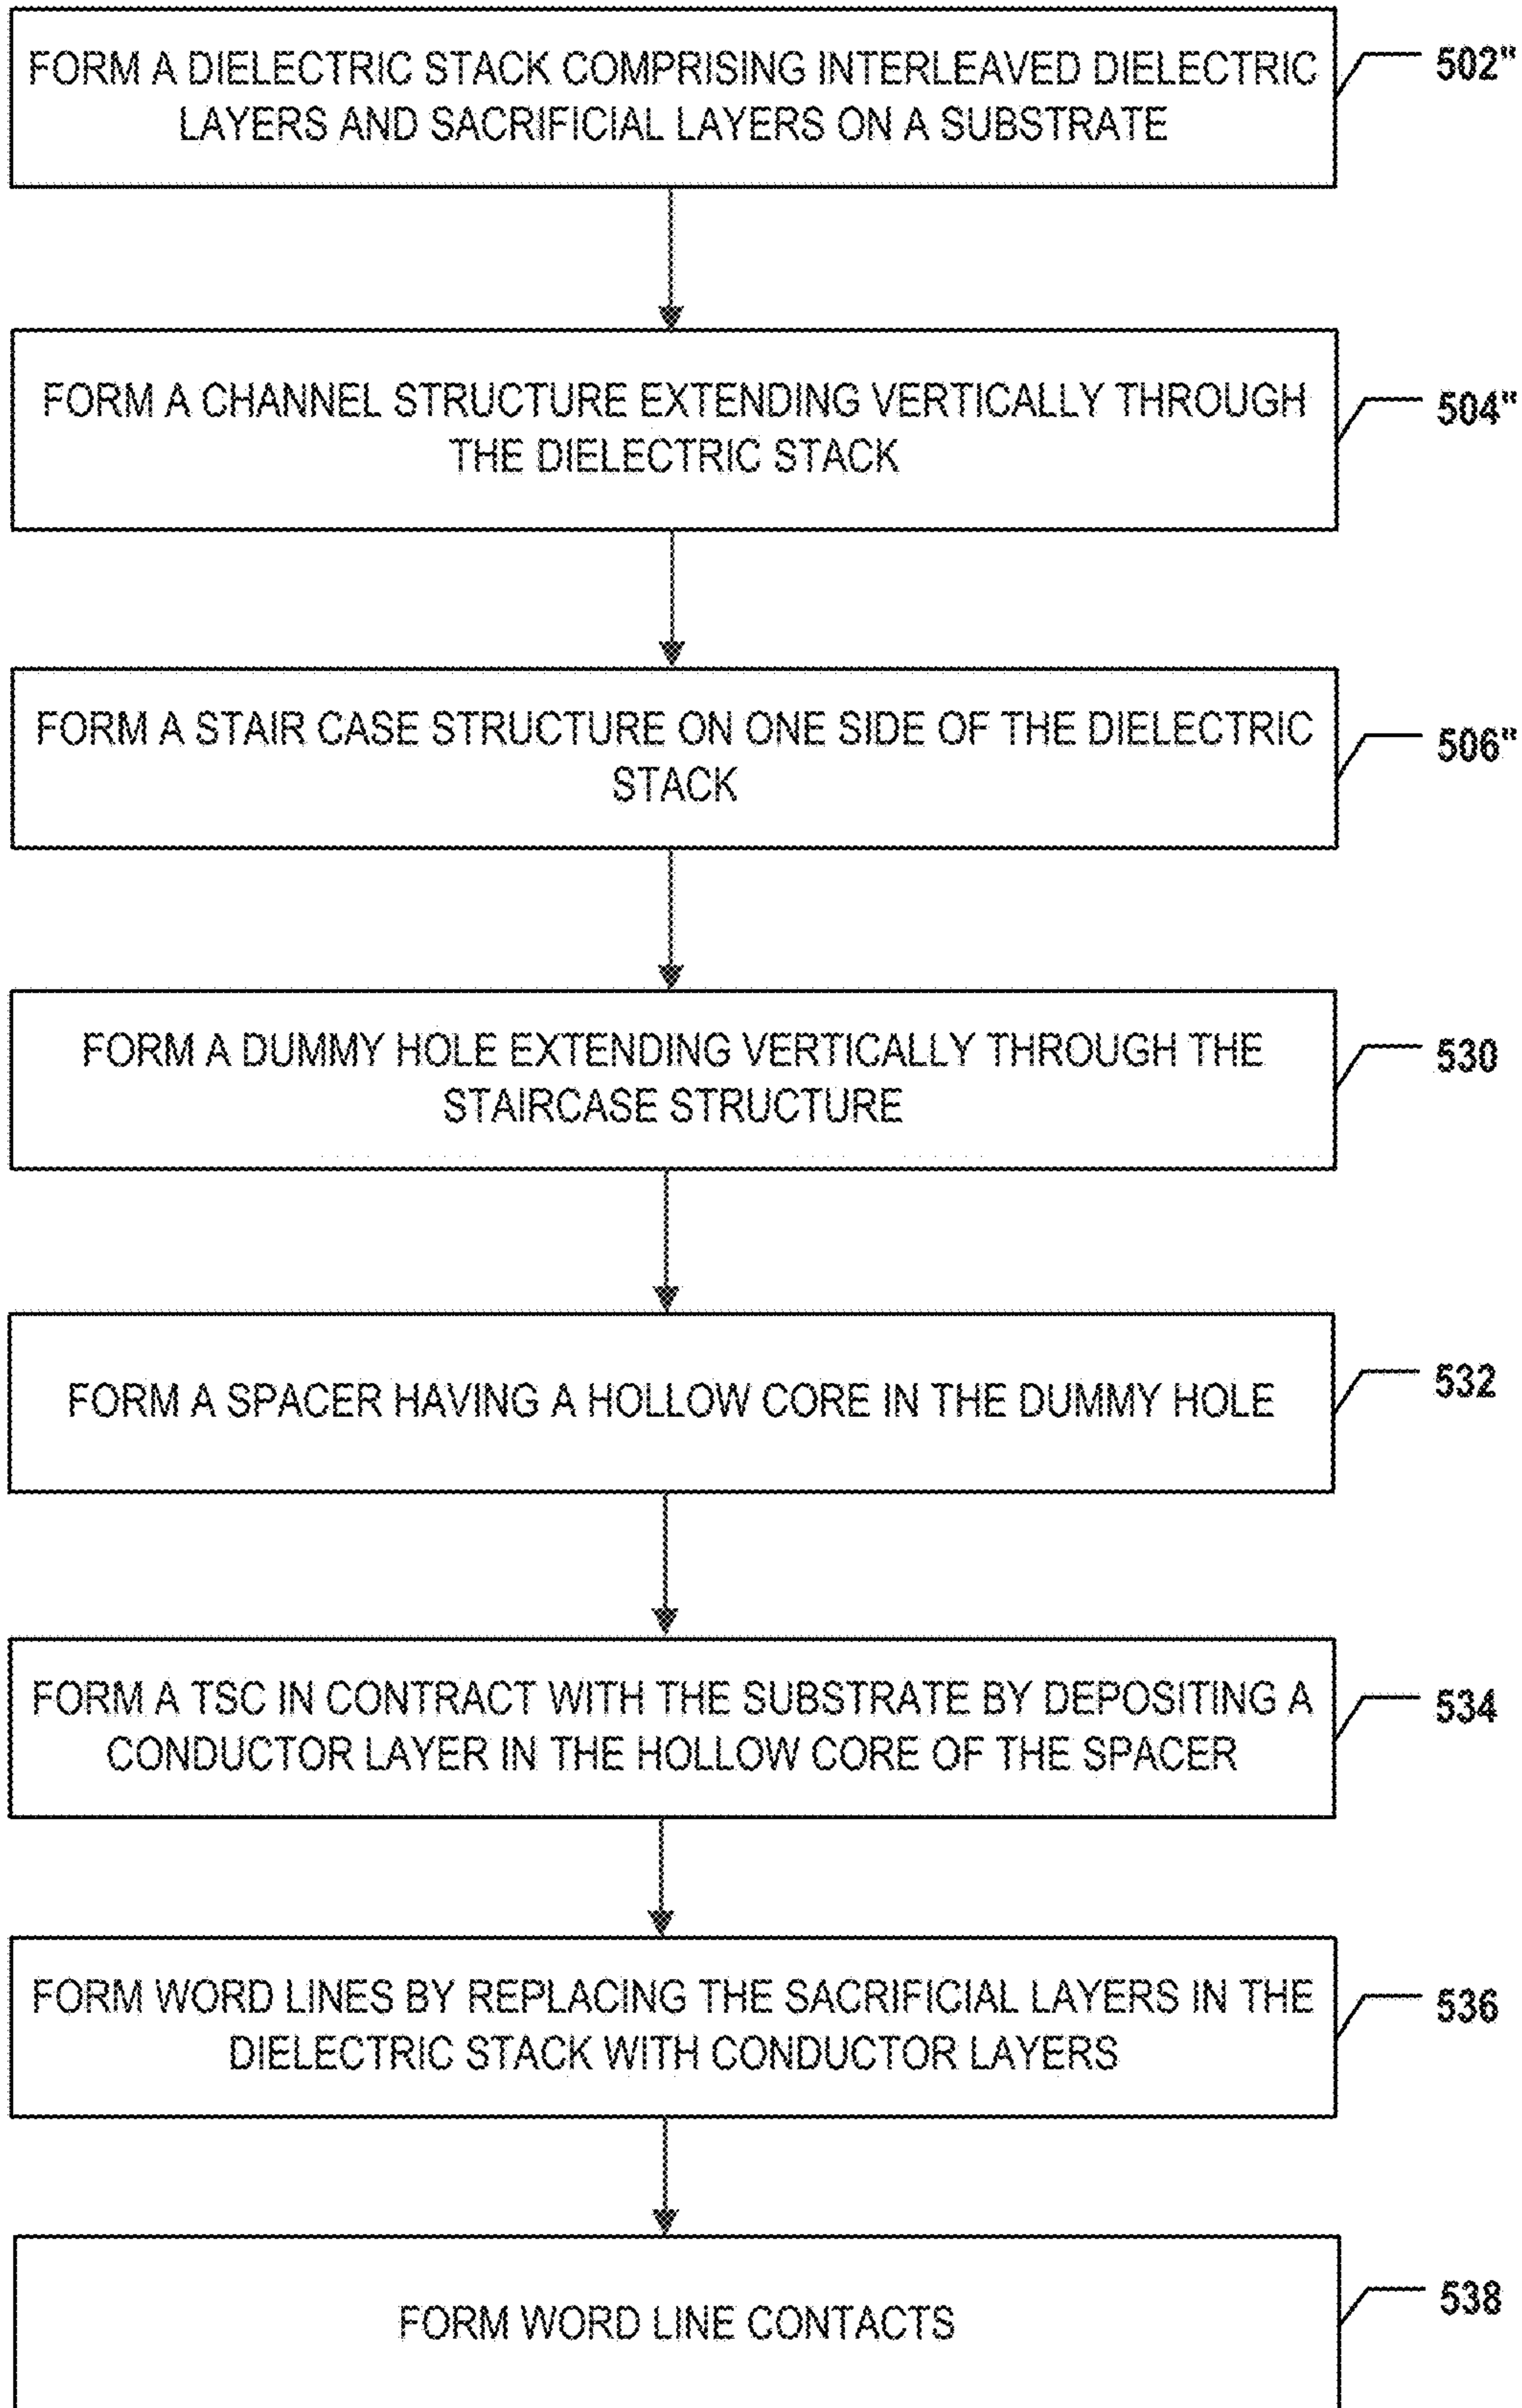 FORM A DIELECTRIC STACK COMPRISING INTERLEAVED DIELECTRIC
LAYERS AND SACRIFICIAL LAYERS ON A SUBSTRATE
502"
FORM A CHANNEL STRUCTURE EXTENDING VERTICALLY THROUGH
THE DIELECTRIC STACK
504"
FORM A STAIR CASE STRUCTURE ON ONE SIDE OF THE DIELECTRIC
STACK
506"
FORM A DUMMY HOLE EXTENDING VERTICALLY THROUGH THE
STAIRCASE STRUCTURE
530
FORM A SPACER HAVING A HOLLOW CORE IN THE DUMMY HOLE
532
FORM A TSC IN CONTRACT WITH THE SUBSTRATE BY DEPOSITING A
CONDUCTOR LAYER IN THE HOLLOW CORE OF THE SPACER
534
FORM WORD LINES BY REPLACING THE SACRIFICIAL LAYERS IN THE
DIELECTRIC STACK WITH CONDUCTOR LAYERS
536
FORM WORD LINE CONTACTS
538